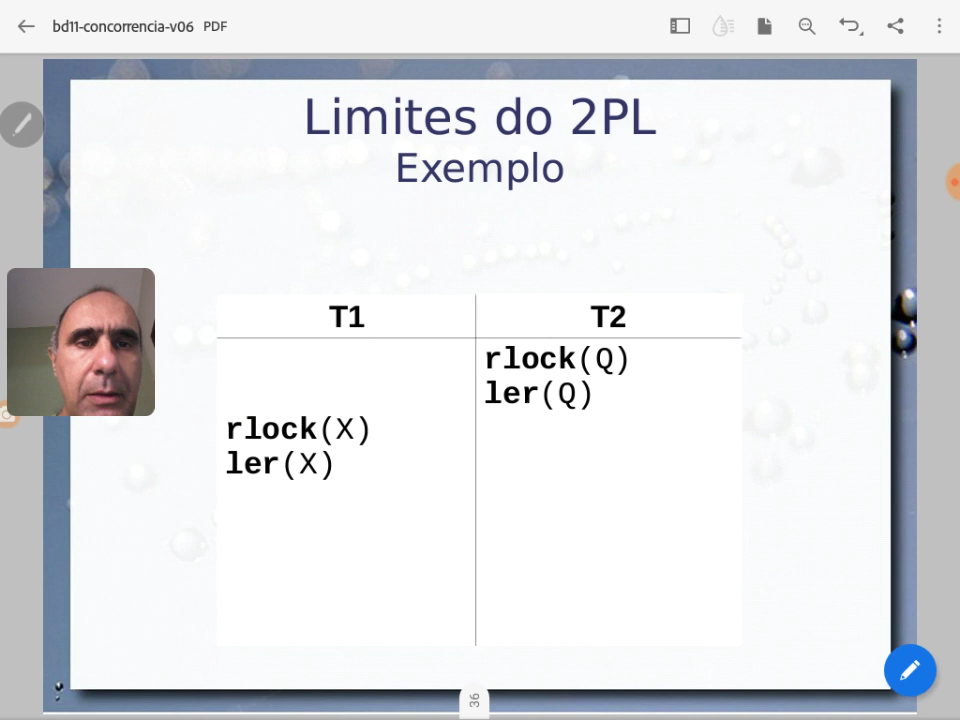 bd11-concorrencia-v06 PDF
Limites do 2PL
Exemplo
T1 T2
rlock(Q)
ler(Q)
rlock(X)
ler(X)
36